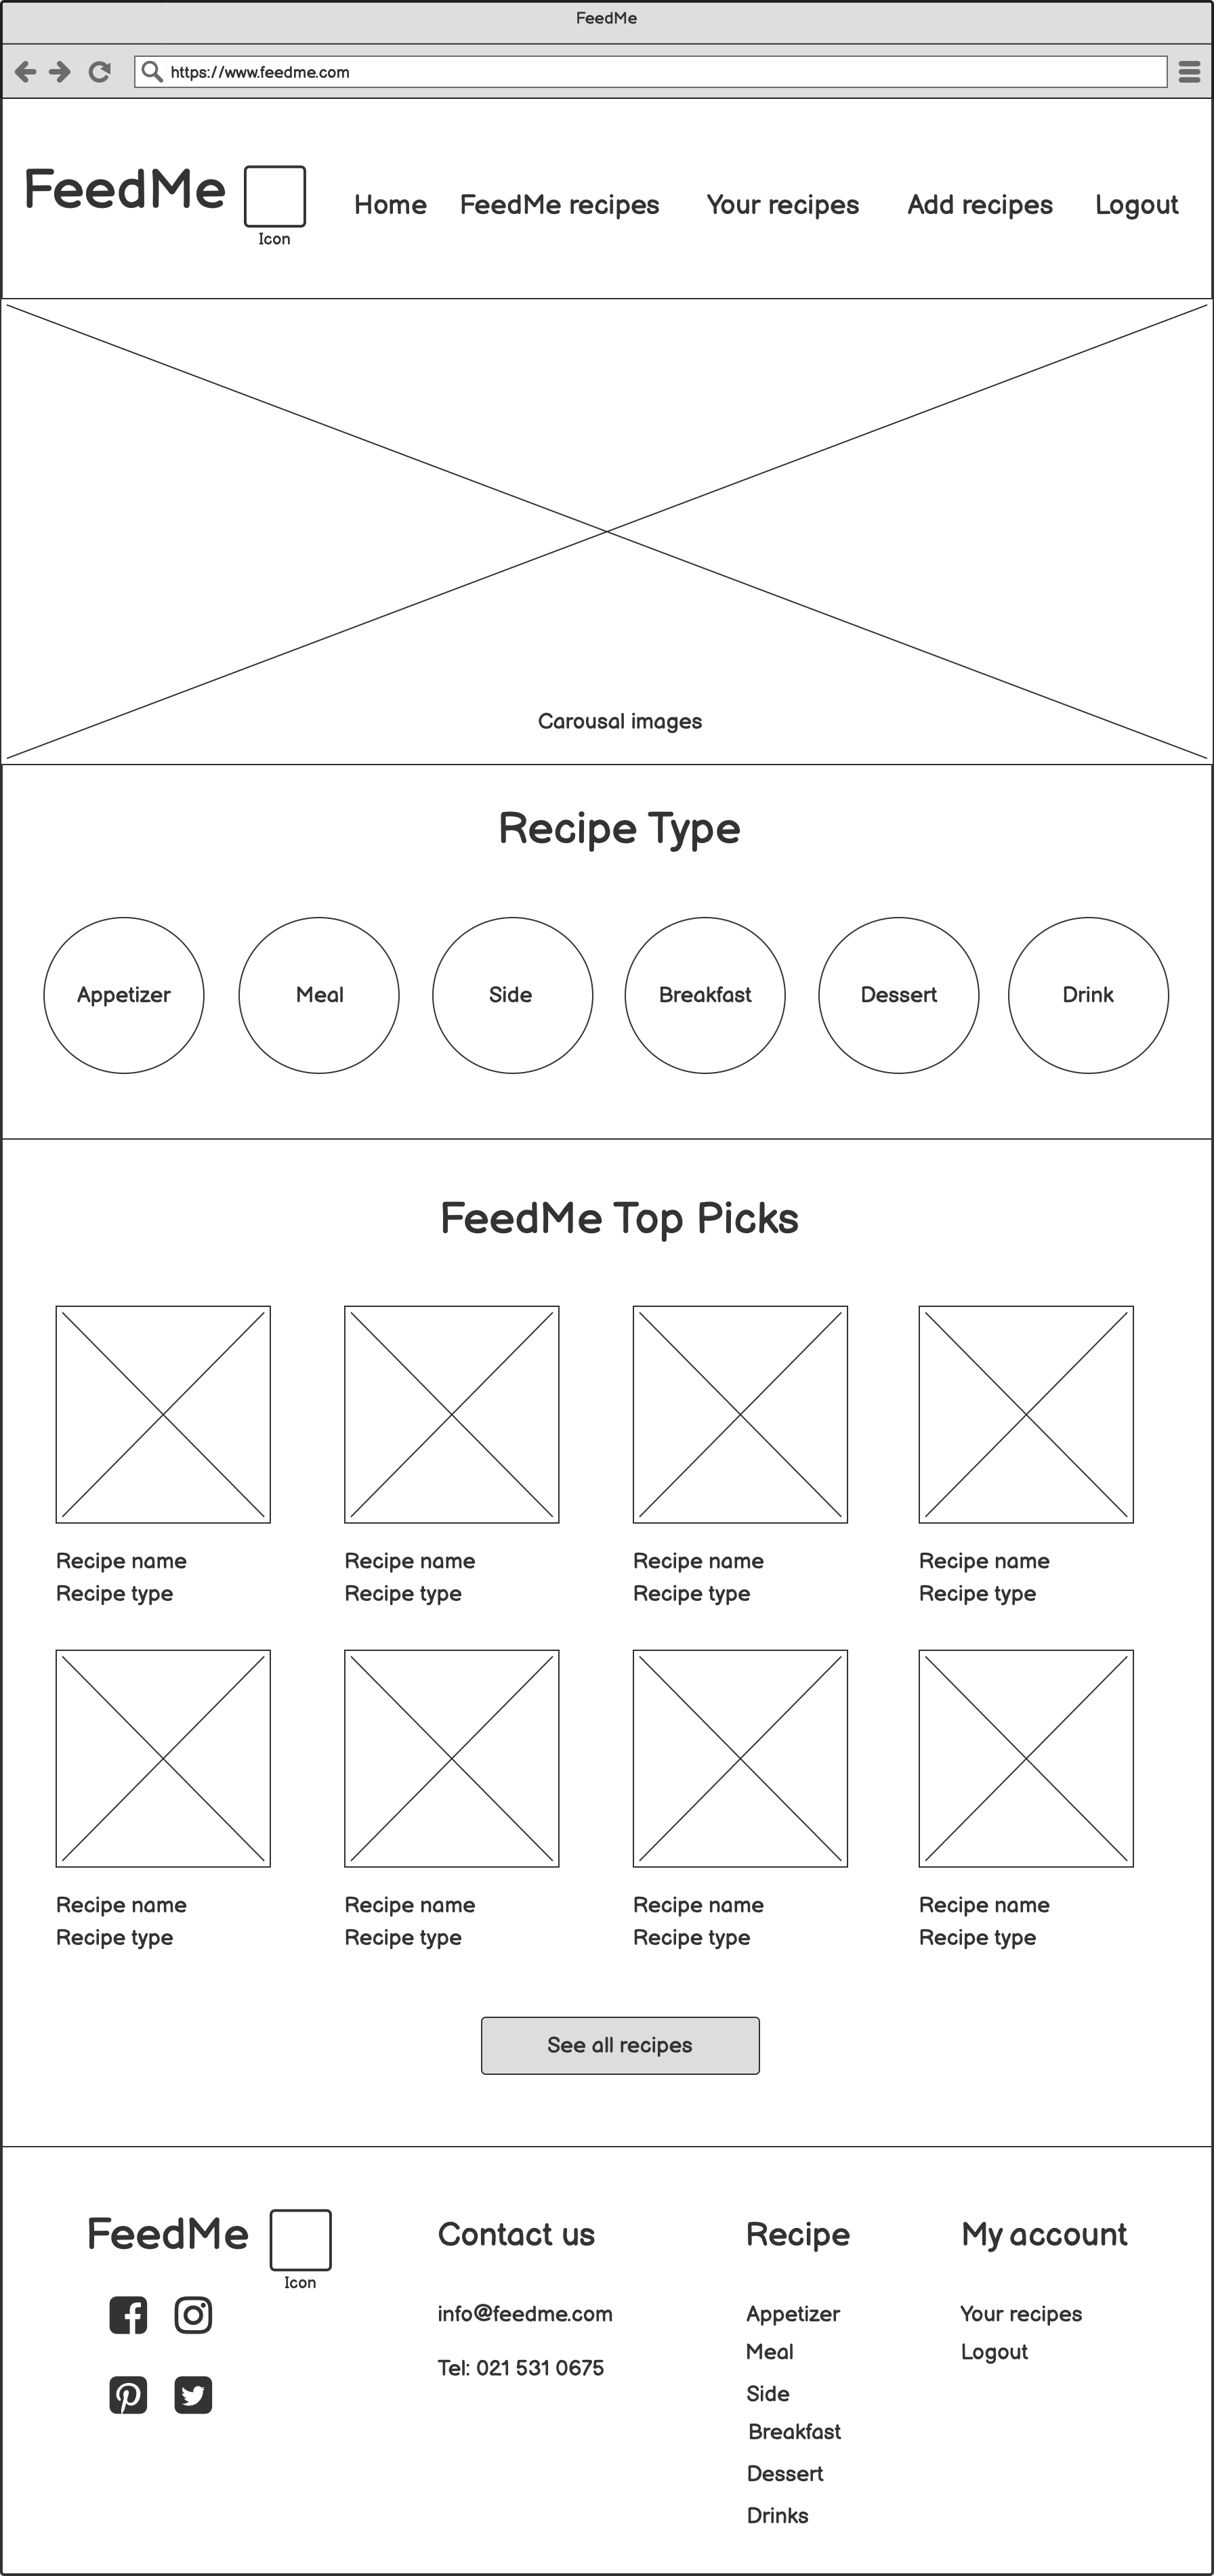 FeedMe
https://www.feedme.com
FeedMe
Icon
Home FeedMe recipes Your recipes Add recipes Logout
Carousal images
Recipe Type
Appetizer Meal Side Breakfast Dessert Drink
FeedMe Top Picks
Recipe name Recipe name Recipe name Recipe name
Recipe type Recipe type Recipe type Recipe type
Recipe name Recipe name Recipe name Recipe name
Recipe type Recipe type Recipe type Recipe type
See all recipes
FeedMe
Icon
Contact us
info@feedme.com
Tel: 021 531 0675
Recipe
Appetizer
Meal
Side
Breakfast
Dessert
Drinks
My account
Your recipes
Logout